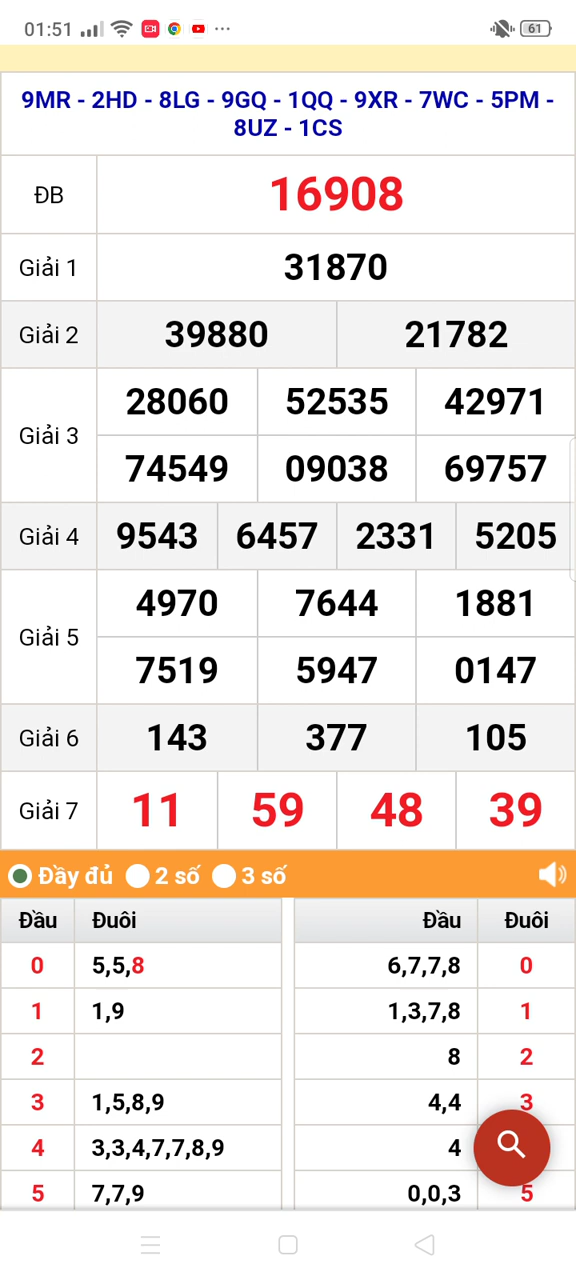 01:51 61
9MR - 2HD - 8LG - 9GQ - 1QQ - 9XR - 7WC - 5PM -
8UZ - 1CS
ĐB 16908
Giải 1 31870
Giải 2 39880 21782
Giải 3 28060 52535 42971
74549 09038 69757
Giải 4 9543 6457 2331 5205
Giải 5 4970 7644 1881
7519 5947 0147
Giải 6 143 377 105
Giải 7 11 59 48 39
Đầy đủ 2 số 3 số
Đầu Đuôi Đầu Đuôi
0 5,5,8 6,7,7,8 0
1 1,9 1,3,7,8 1
2 8 2
3 1,5,8,9 4,4 3
4 3,3,4,7,7,8,9 4
5 7,7,9 0,0,3 5